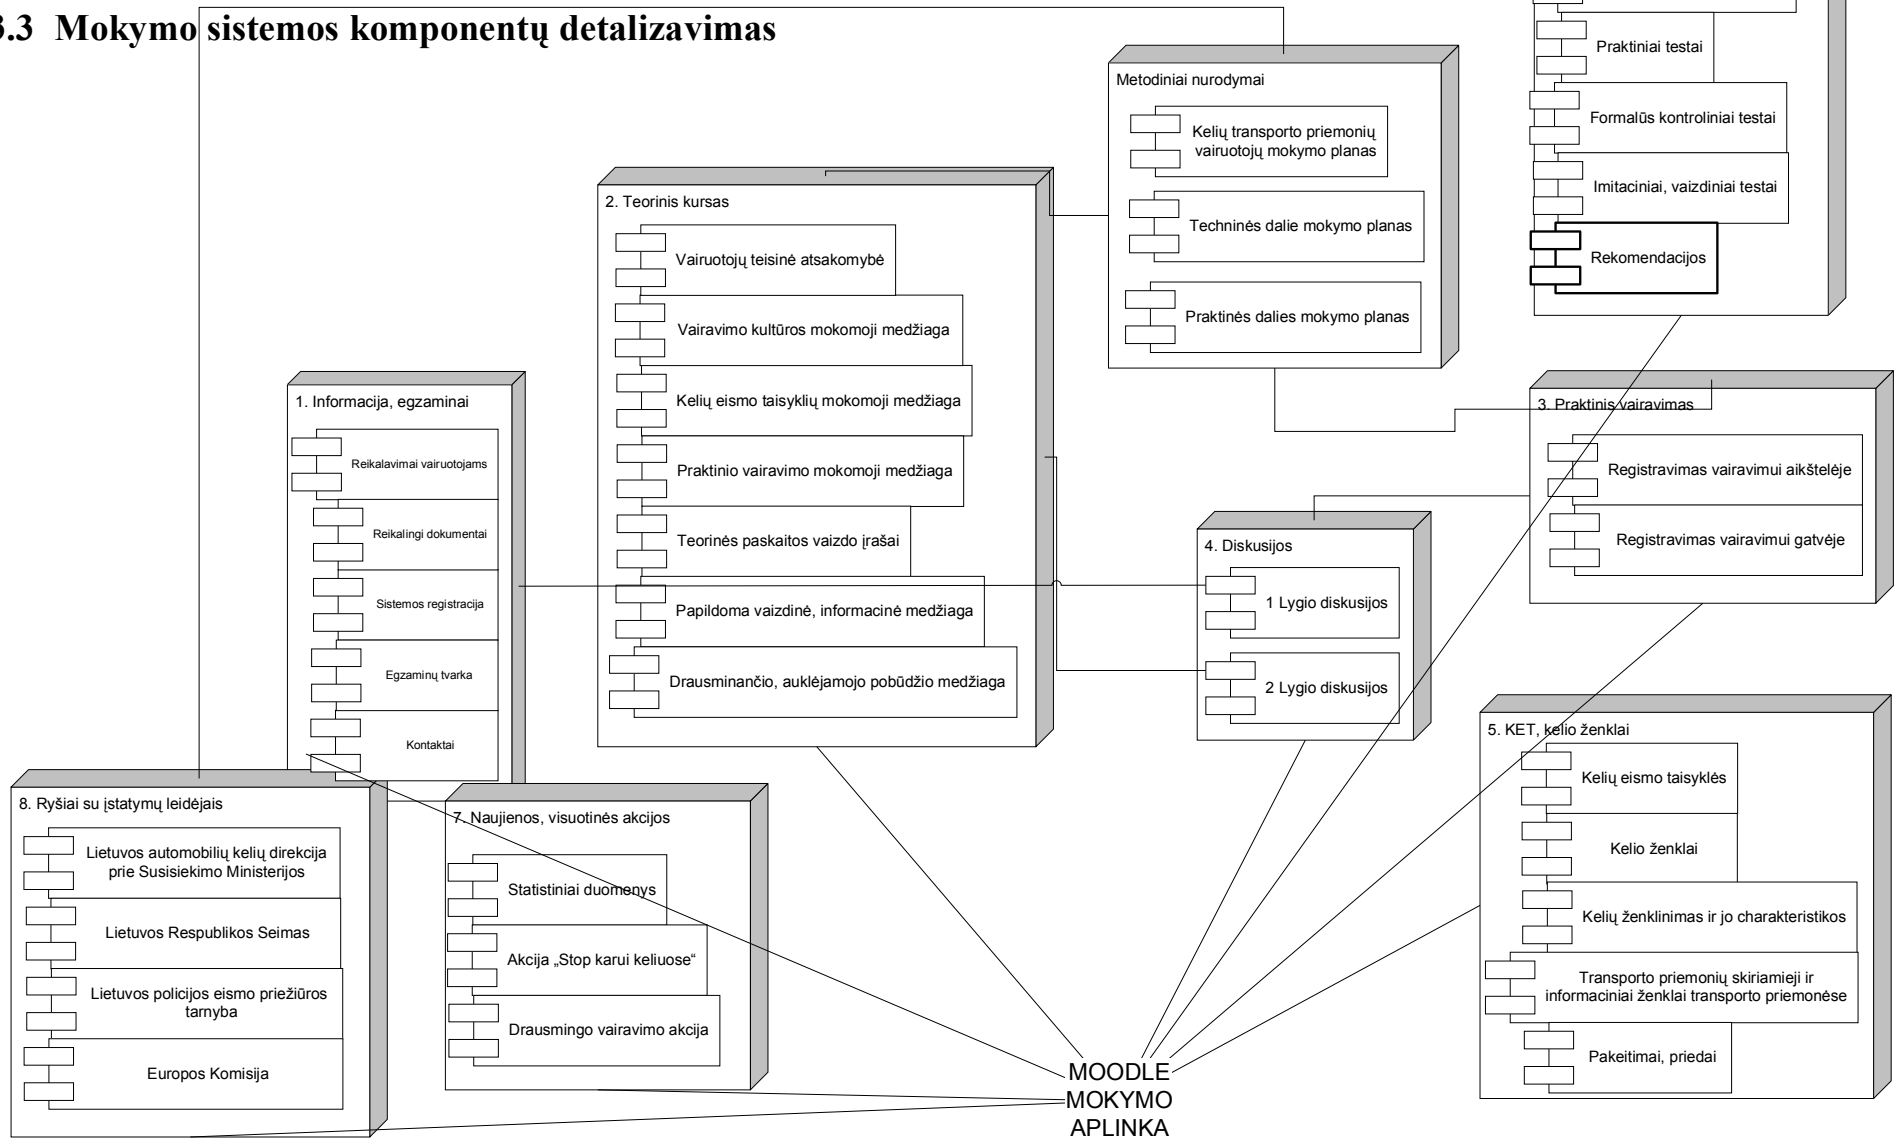 3.3 Mokymo sistemos komponentų detalizavimas
Praktiniai testai
Formalūs kontroliniai testai
Imitaciniai, vaizdiniai testai
Rekomendacijos
Metodiniai nurodymai
Kelių transporto priemonių
vairuotojų mokymo planas
Techninės dalie mokymo planas
Praktinės dalies mokymo planas
2. Teorinis kursas
Vairuotojų teisinė atsakomybė
Vairavimo kultūros mokomoji medžiaga
Kelių eismo taisyklių mokomoji medžiaga
Praktinio vairavimo mokomoji medžiaga
Teorinės paskaitos vaizdo įrašai
Papildoma vaizdinė, informacinė medžiaga
Drausminančio, auklėjamojo pobūdžio medžiaga
1. Informacija, egzaminai
Reikalavimai vairuotojams
Reikalingi dokumentai
Sistemos registracija
Egzaminų tvarka
Kontaktai
3. Praktinis vairavimas
Registravimas vairavimui aikštelėje
Registravimas vairavimui gatvėje
4. Diskusijos
1 Lygio diskusijos
2 Lygio diskusijos
5. KET, kelio ženklai
Kelių eismo taisyklės
Kelio ženklai
Kelių ženklinimas ir jo charakteristikos
Transporto priemonių skiriamieji ir
informaciniai ženklai transporto priemonėse
Pakeitimai, priedai
8. Ryšiai su įstatymų leidėjais
Lietuvos automobilių kelių direkcija
prie Susisiekimo Ministerijos
Lietuvos Respublikos Seimas
Lietuvos policijos eismo priežiūros
tarnyba
Europos Komisija
7. Naujienos, visuotinės akcijos
Statistiniai duomenys
Akcija „Stop karui keliuose“
Drausmingo vairavimo akcija
MOODLE
MOKYMO
APLINKA